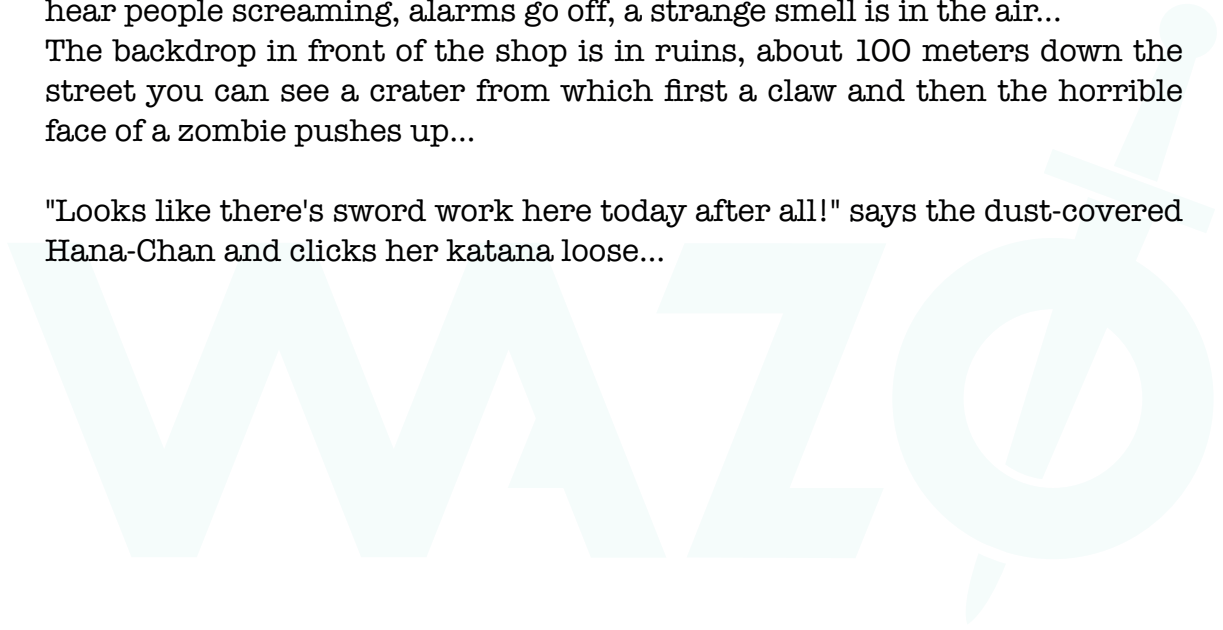 hear people screaming, alarms go off, a strange smell is in the air...
The backdrop in front of the shop is in ruins, about 100 meters down the
street you can see a crater from which first a claw and then the horrible
face of a zombie pushes up...
"Looks like there's sword work here today after all!" says the dust-covered
Hana-Chan and clicks her katana loose...
WAZO